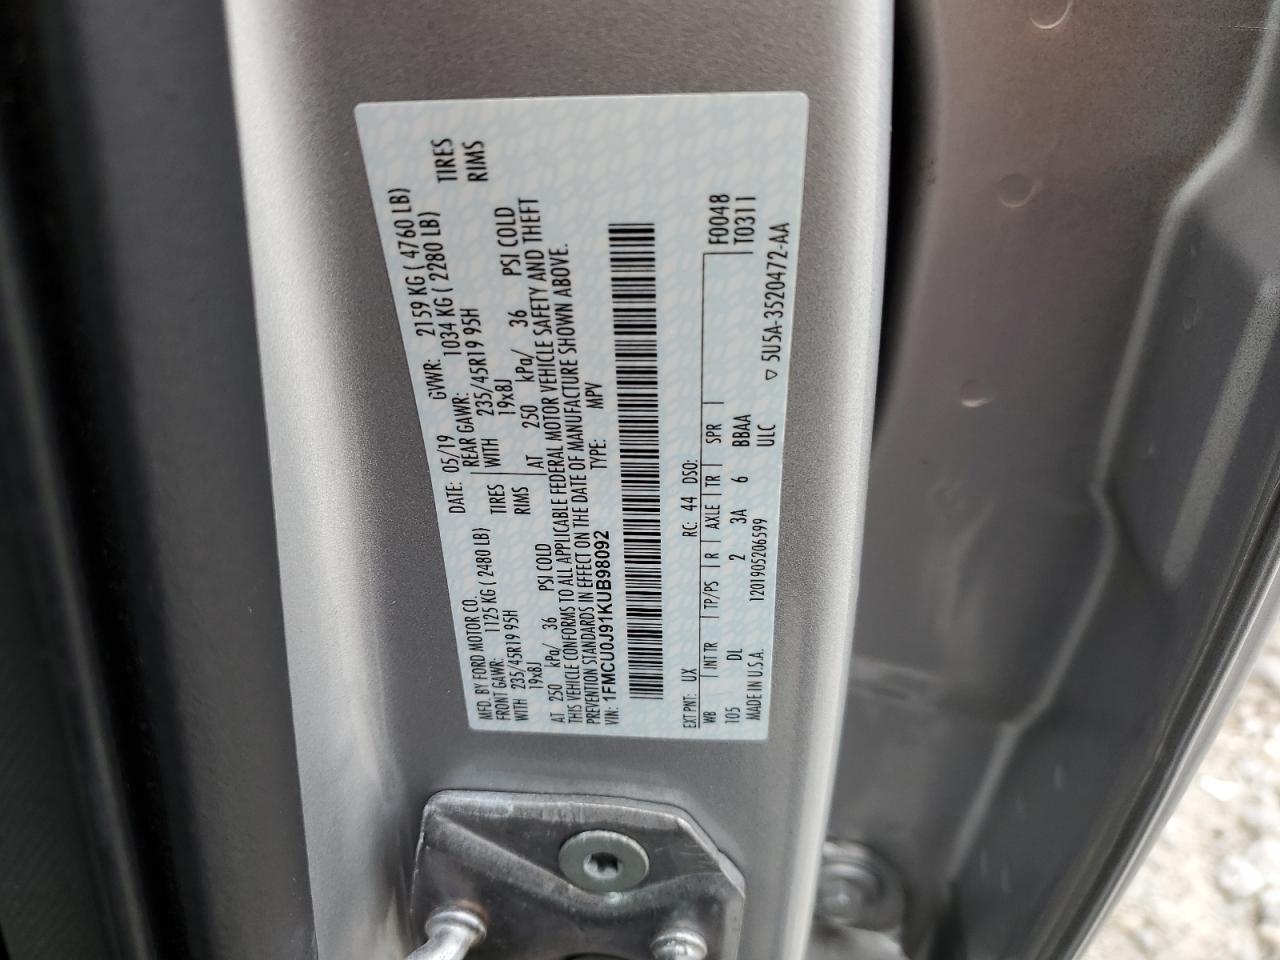 MFD. BY FORD MOTOR CO. DATE: 05/19 GVWR: 2159 KG ( 4760 LB)
FRONT GAWR: 1125 KG ( 2480 LB) REAR GAWR: 1034 KG ( 2280 LB)
WITH 235/45R19 95H TIRES WITH 235/45R19 95H TIRES
19x8J RIMS 19x8J RIMS
AT 250 kPa/ 36 PSI COLD AT 250 kPa/ 36 PSI COLD
THIS VEHICLE CONFORMS TO ALL APPLICABLE FEDERAL MOTOR VEHICLE SAFETY AND THEFT
PREVENTION STANDARDS IN EFFECT ON THE DATE OF MANUFACTURE SHOWN ABOVE.
VIN: 1FMCU0J91KUB98092 TYPE: MPV
EXT PNT: UX RC: 44 DSO: F0048
WB INT TR TP/PS R AXLE TR SPR T0311
105 DL 2 3A 6 BBAA
MADE IN U.S.A. 1201905206599 ULC ▽ 5U5A-3520472-AA